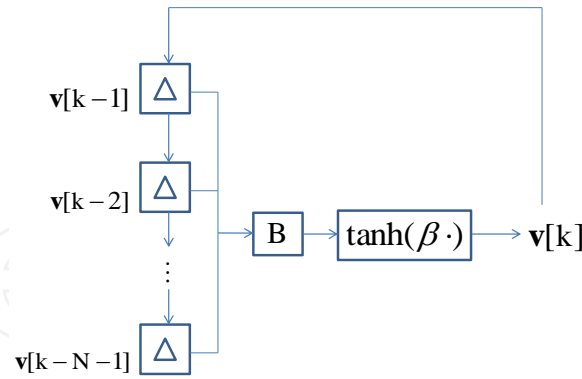 v[k−1]
△
v[k−2]
△
⋮
v[k−N−1]
△
B
tanh(β·)
v[k]